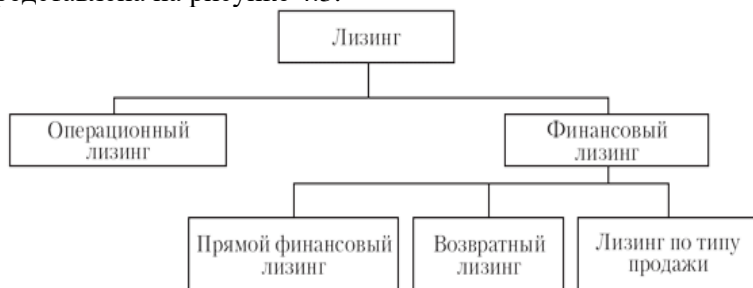 представлена на рисунке 4.3.
Лизинг
Операционный
лизинг
Финансовый
лизинг
Прямой финансовый
лизинг
Возвратный
лизинг
Лизинг по типу
продажи